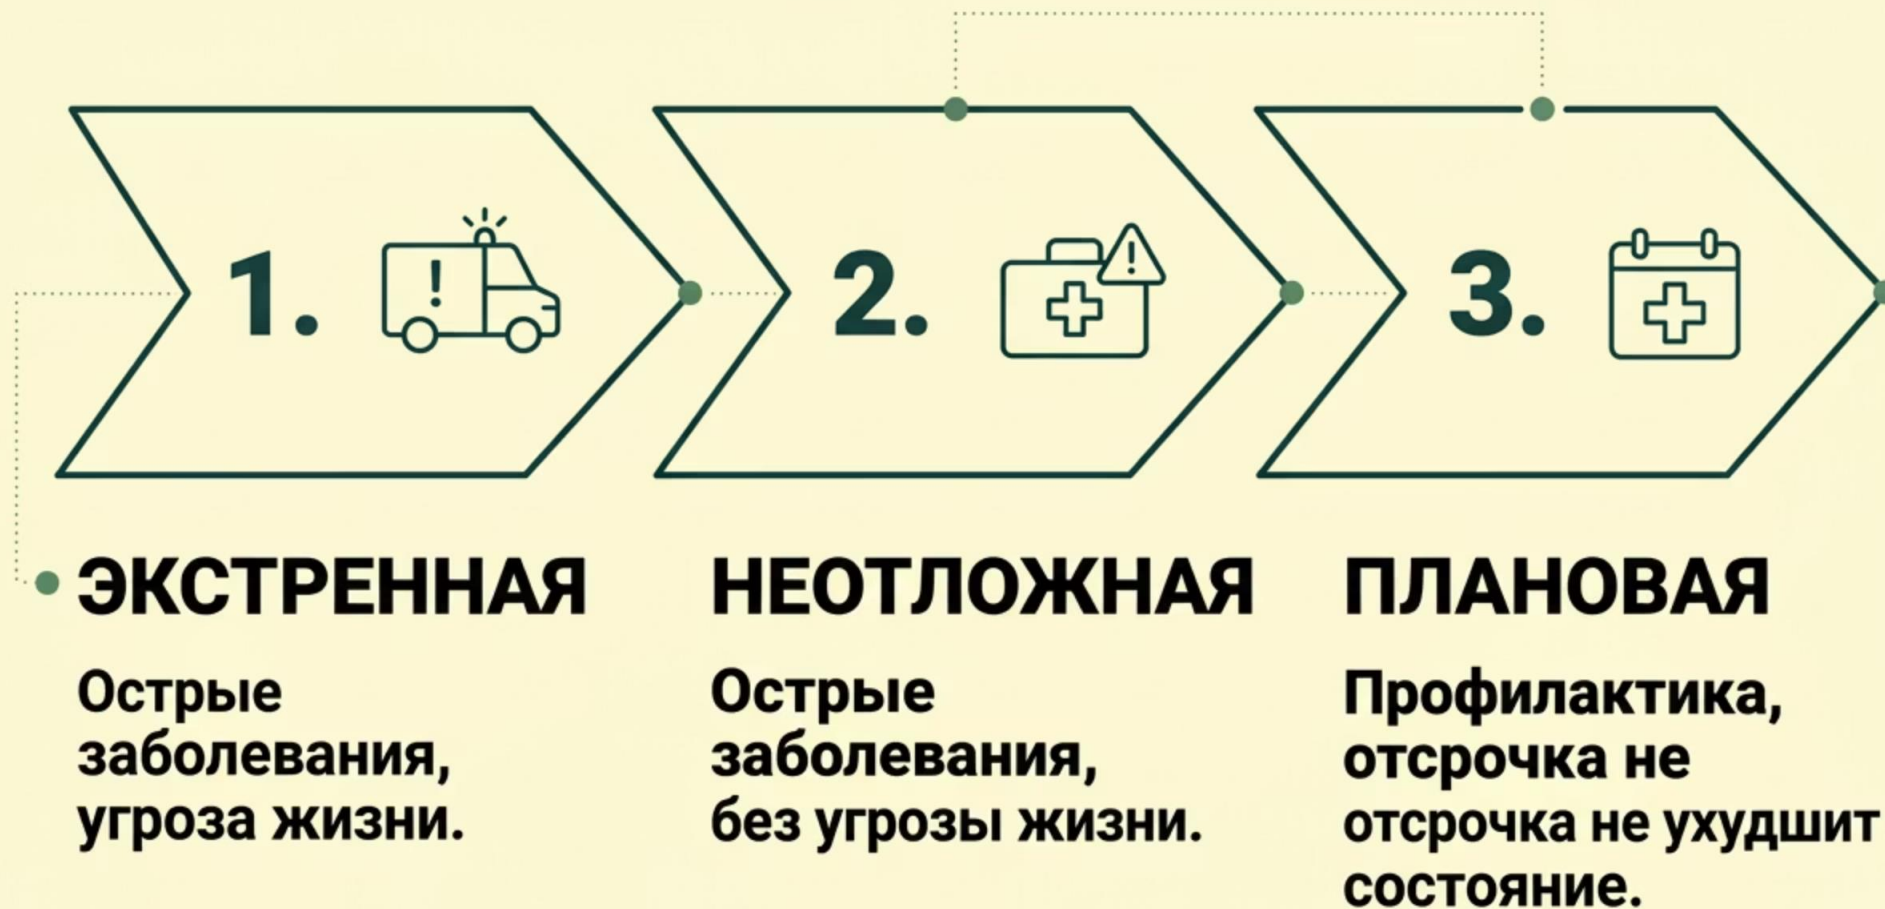 1.
2.
3.
ЭКСТРЕННАЯ
Острые
заболевания,
угроза жизни.
НЕОТЛОЖНАЯ
Острые
заболевания,
без угрозы жизни.
ПЛАНОВАЯ
Профилактика,
отсрочка не
отсрочка не ухудшит
состояние.